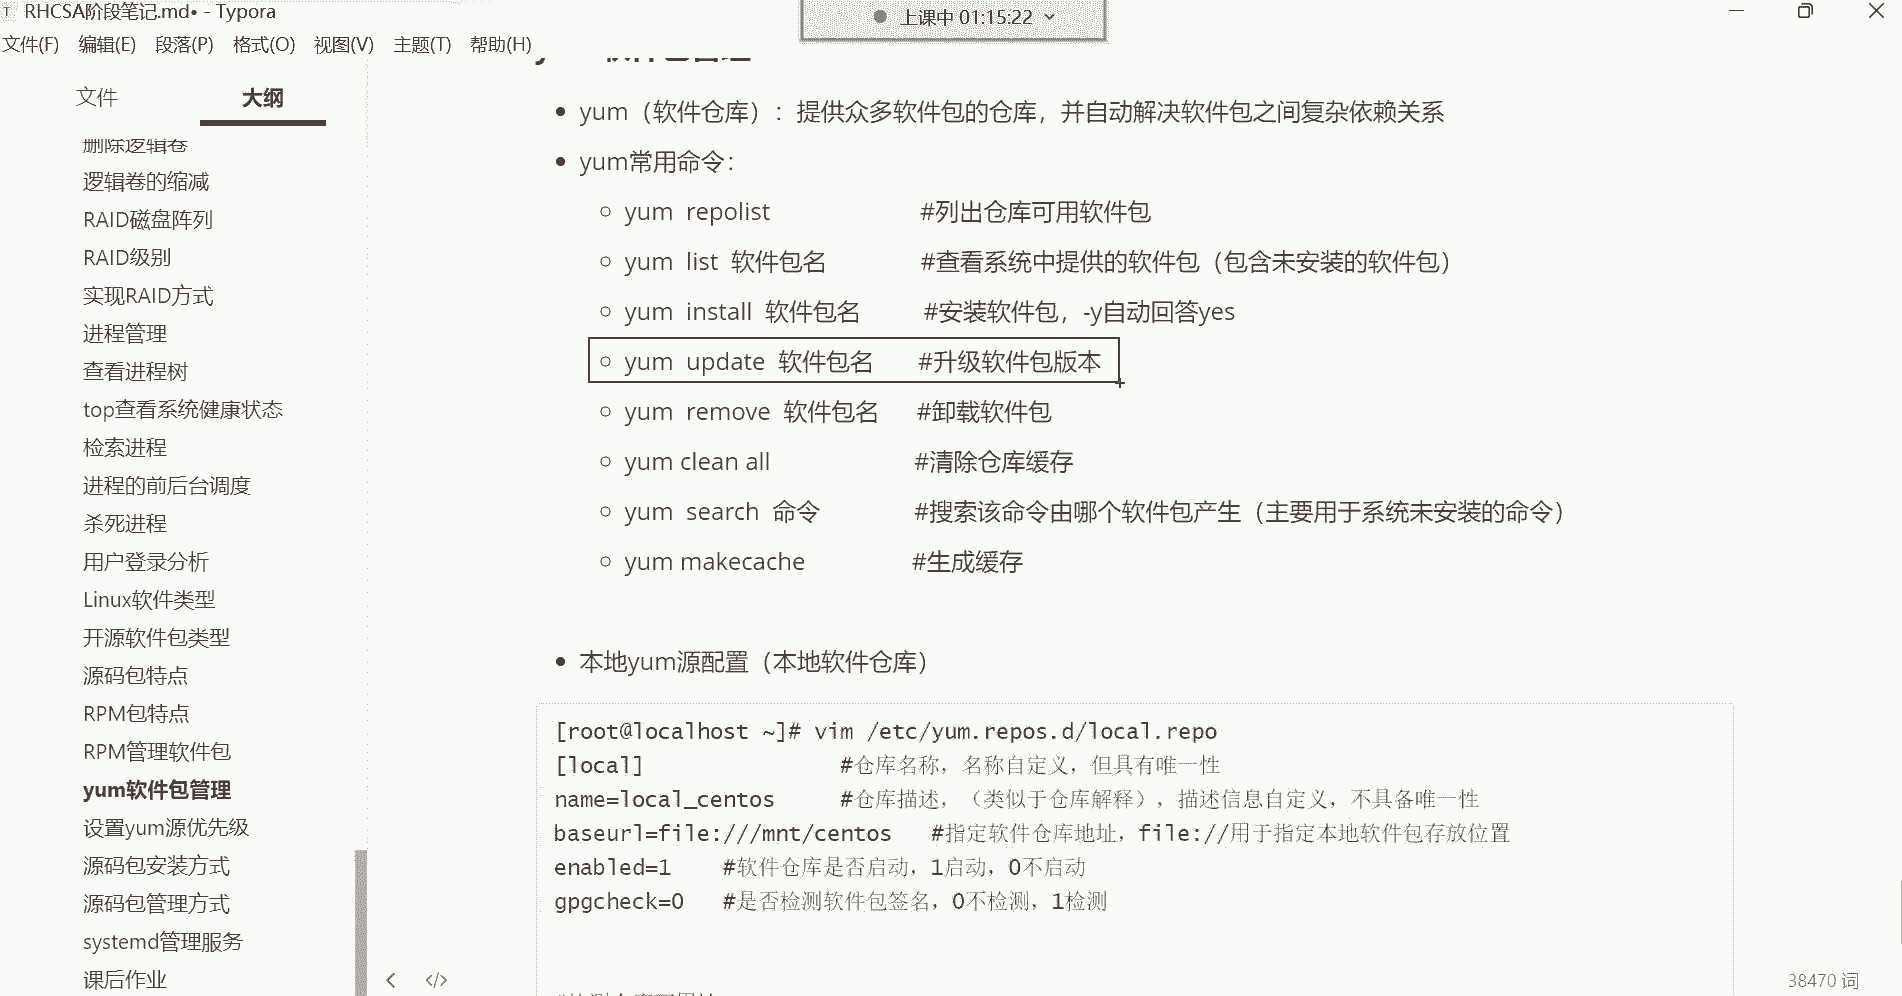 RHCSA阶段笔记.md• - Typora
上课中 01:15:22
文件(F) 编辑(E) 段落(P) 格式(O) 视图(V) 主题(T) 帮助(H)
文件 大纲
删除逻辑卷
逻辑卷的缩减
RAID磁盘阵列
RAID级别
实现RAID方式
进程管理
查看进程树
top查看系统健康状态
检索进程
进程的前后台调度
杀死进程
用户登录分析
Linux软件类型
开源软件包类型
源码包特点
RPM包特点
RPM管理软件包
yum软件包管理
设置yum源优先级
源码包安装方式
源码包管理方式
systemd管理服务
课后作业
yum（软件仓库）：提供众多软件包的仓库，并自动解决软件包之间复杂依赖关系
yum常用命令：
yum repolist #列出仓库可用软件包
yum list 软件包名 #查看系统中提供的软件包（包含未安装的软件包）
yum install 软件包名 #安装软件包，-y自动回答yes
yum update 软件包名 #升级软件包版本
yum remove 软件包名 #卸载软件包
yum clean all #清除仓库缓存
yum search 命令 #搜索该命令由哪个软件包产生（主要用于系统未安装的命令）
yum makecache #生成缓存
本地yum源配置（本地软件仓库）
[root@localhost ~]# vim /etc/yum.repos.d/local.repo
[local] #仓库名称，名称自定义，但具有唯一性
name=local_centos #仓库描述，（类似于仓库解释），描述信息自定义，不具备唯一性
baseurl=file:///mnt/centos #指定软件仓库地址，file://用于指定本地软件包存放位置
enabled=1 #软件仓库是否启动，1启动，0不启动
gpgcheck=0 #是否检测软件包签名，0不检测，1检测
38470 词